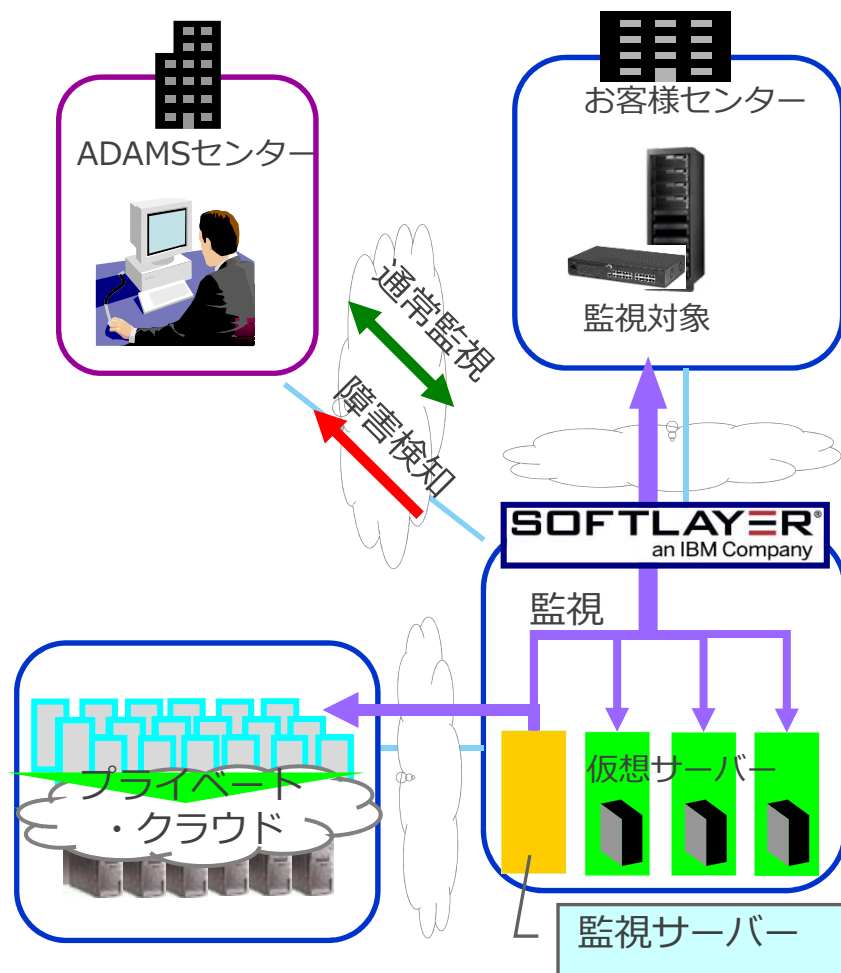 ADAMSセンター
お客様センター
監視対象
通常監視
障害検知
SOFTLAYER®
an IBM Company
監視
仮想サーバー
プライベート
・クラウド
監視サーバー